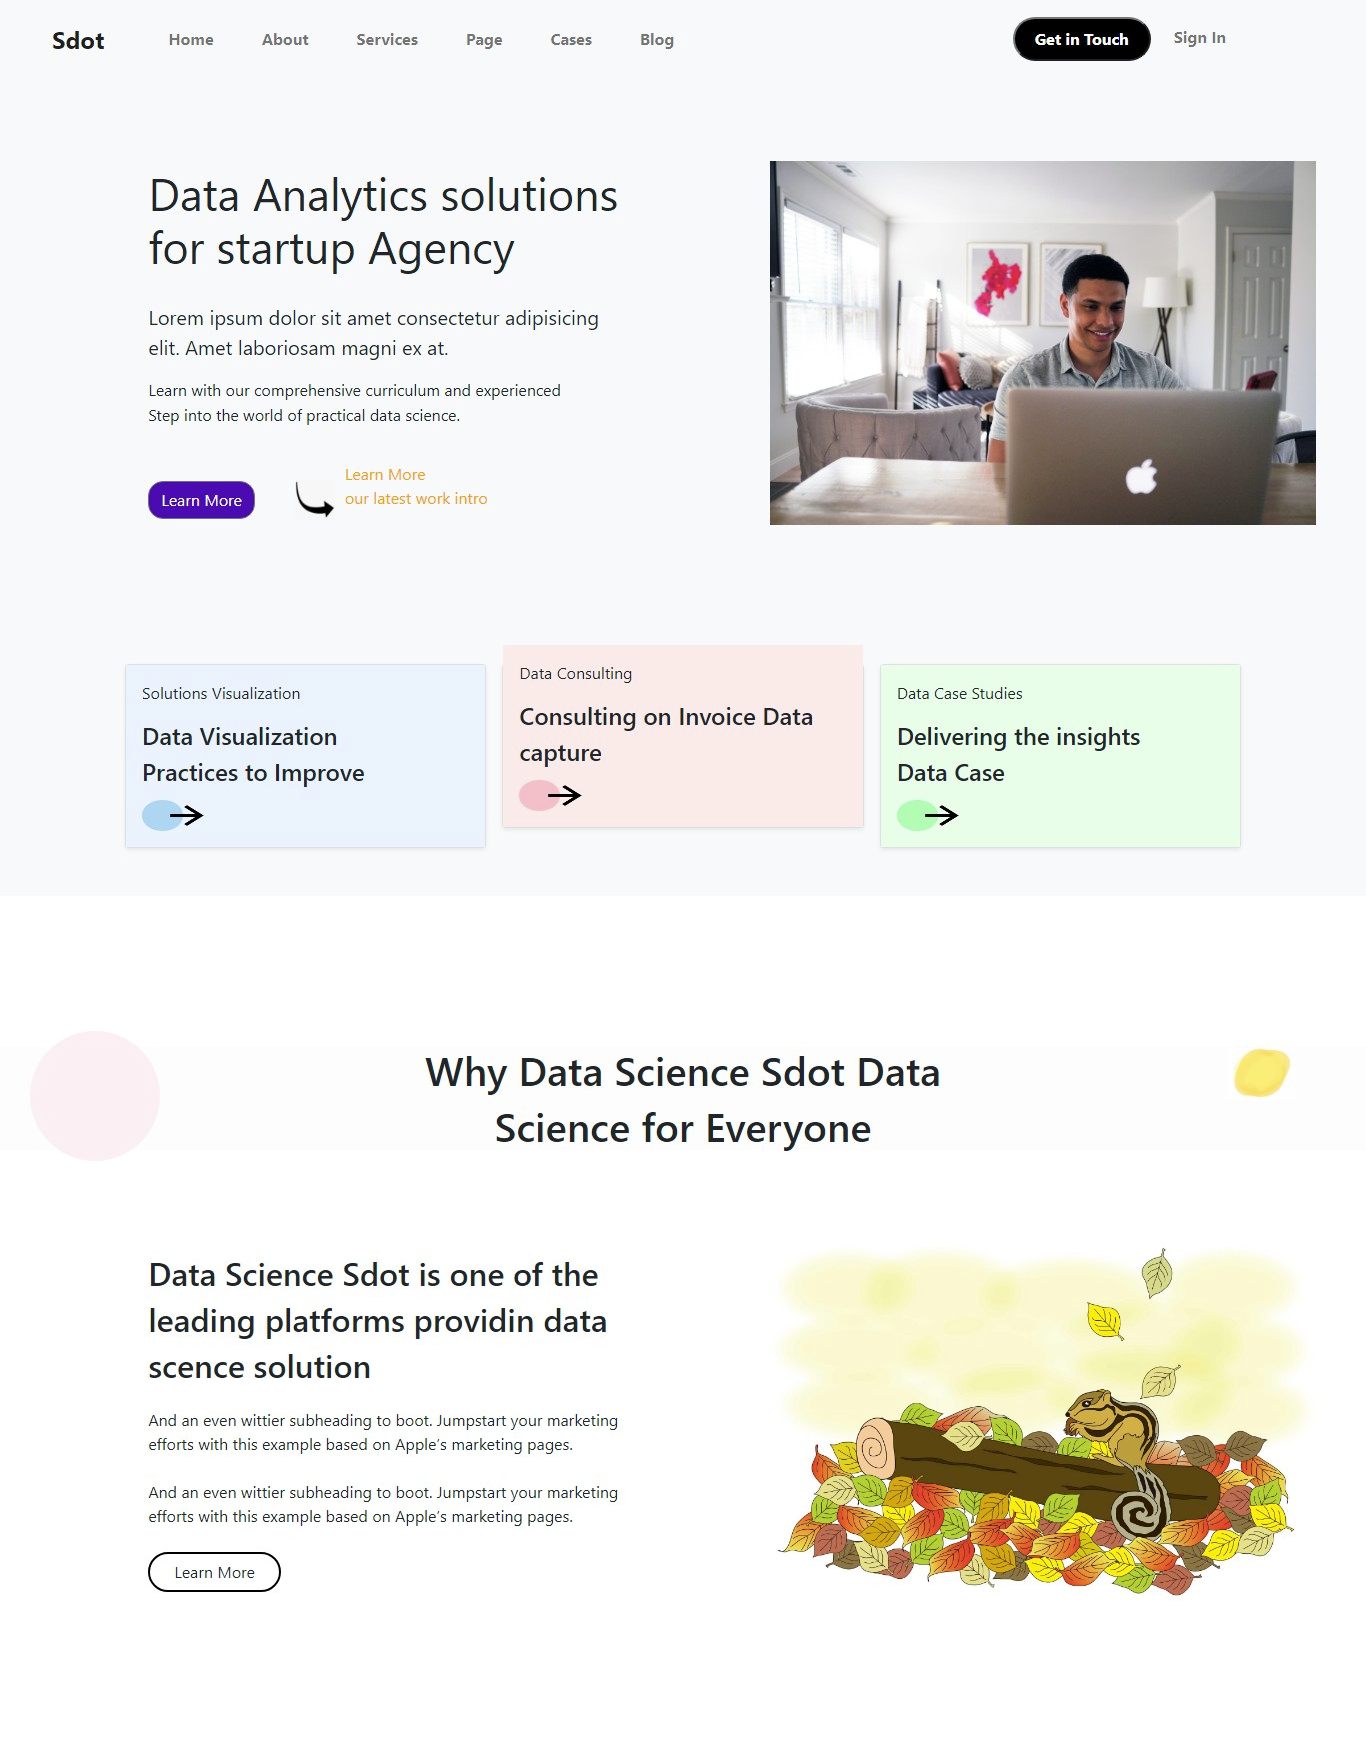 Sdot
Home
About
Services
Page
Cases
Blog
Get in Touch
Sign In
Data Analytics solutions
for startup Agency
Lorem ipsum dolor sit amet consectetur adipisicing
elit. Amet laboriosam magni ex at.
Learn with our comprehensive curriculum and experienced
Step into the world of practical data science.
Learn More
Learn More
our latest work intro
Solutions Visualization
Data Visualization
Practices to Improve
Data Consulting
Consulting on Invoice Data
capture
Data Case Studies
Delivering the insights
Data Case
Why Data Science Sdot Data
Science for Everyone
Data Science Sdot is one of the
leading platforms providin data
scence solution
And an even wittier subheading to boot. Jumpstart your marketing
efforts with this example based on Apple’s marketing pages.
And an even wittier subheading to boot. Jumpstart your marketing
efforts with this example based on Apple’s marketing pages.
Learn More